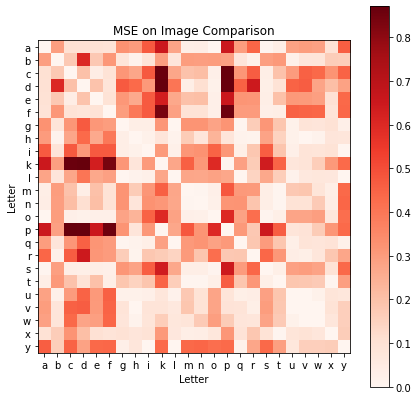 MSE on Image Comparison
Letter
a
b
c
d
e
f
g
h
i
k
l
m
n
o
p
q
r
s
t
u
v
w
x
y
a b c d e f g h i k l m n o p q r s t u v w x y
Letter
0.8
0.7
0.6
0.5
0.4
0.3
0.2
0.1
0.0